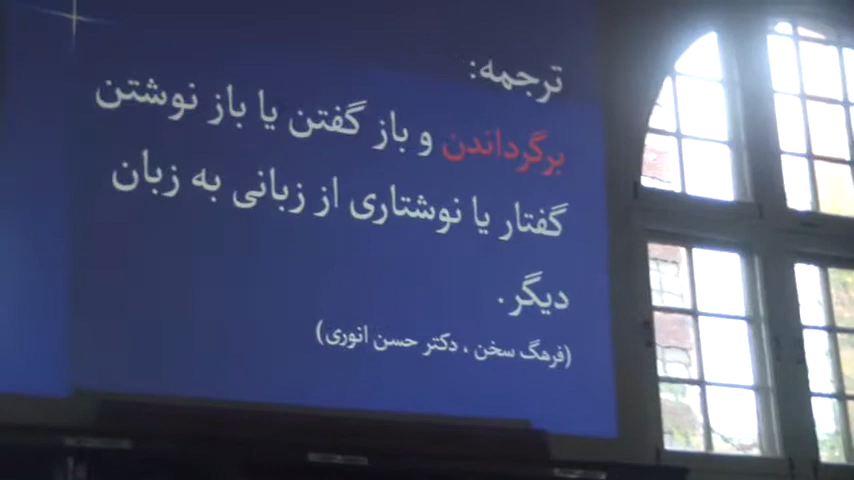 ترجمه:
برگرداندن و باز گفتن یا باز نوشتن
گفتار یا نوشتاری از زبانی به زبان
دیگر.
(فرهگ سخن ، دکتر حسن انوری)